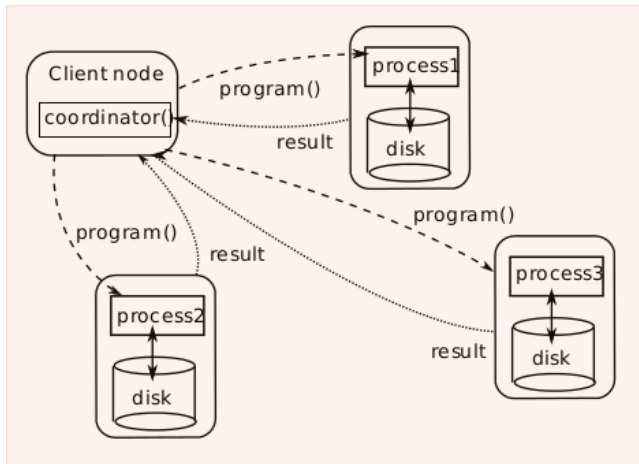 Client node
coordinator()
program()
result
process1
disk
program()
result
process2
disk
program()
result
process3
disk